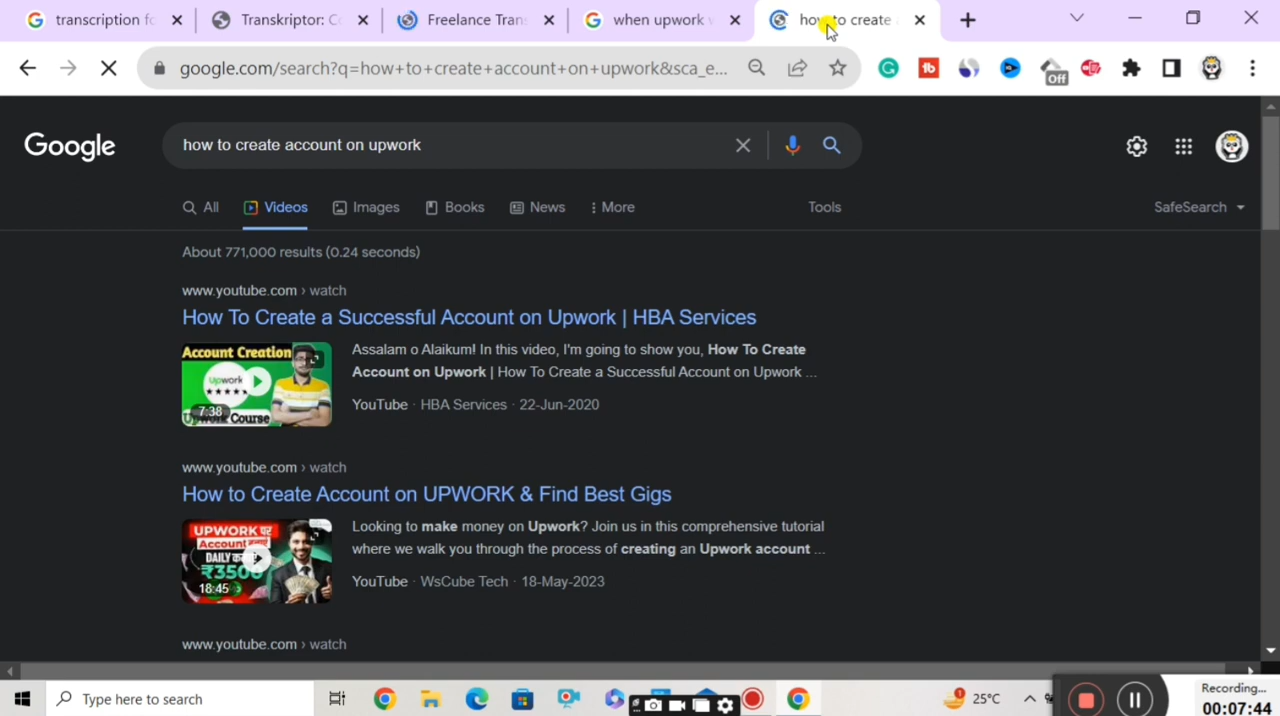 transcription fo
Transkriptor: C
Freelance Tran
when upwork w
how to create a
google.com/search?q=how+to+create+account+on+upwork&sca_e...
Off
Google
how to create account on upwork
All
Videos
Images
Books
News
More
Tools
SafeSearch
About 771,000 results (0.24 seconds)
www.youtube.com › watch
How To Create a Successful Account on Upwork | HBA Services
Account Creation
Upwork
7:38
Upwork Course
Assalam o Alaikum! In this video, I'm going to show you, How To Create
Account on Upwork | How To Create a Successful Account on Upwork ...
YouTube · HBA Services · 22-Jun-2020
www.youtube.com › watch
How to Create Account on UPWORK & Find Best Gigs
UPWORK पर
Account बनाएं
DAILY
₹3500
18:45
Looking to make money on Upwork? Join us in this comprehensive tutorial
where we walk you through the process of creating an Upwork account ...
YouTube · WsCube Tech · 18-May-2023
www.youtube.com › watch
Type here to search
25°C
Recording...
00:07:44